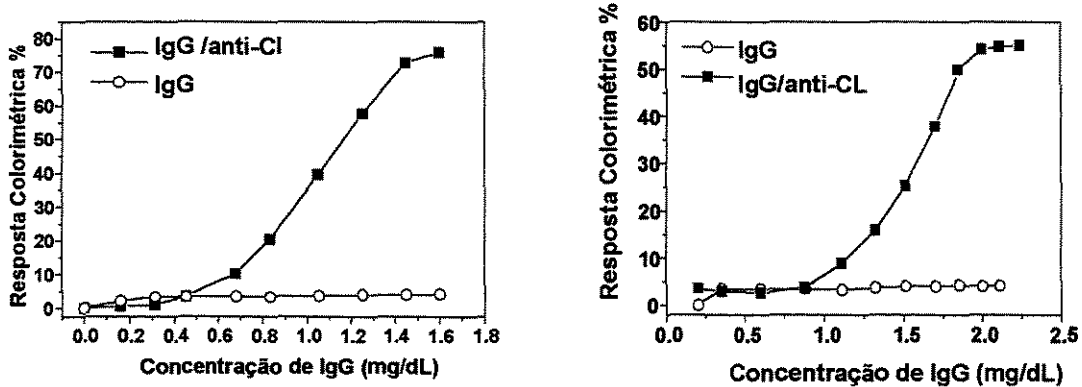 Resposta Colorimétrica %
80
70
60
50
40
30
20
10
0
IgG /anti-Cl
IgG
0.0 0.2 0.4 0.6 0.8 1.0 1.2 1.4 1.6 1.8
Concentração de IgG (mg/dL)
Resposta Colorimétrica %
60
50
40
30
20
10
0
IgG
IgG/anti-CL
0.0 0.5 1.0 1.5 2.0 2.5
Concentração de IgG (mg/dL)